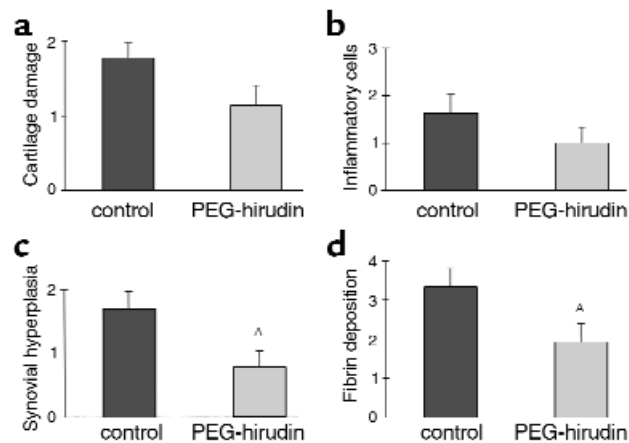 a
Cartilage damage
2
1
0
control PEG-hirudin
b
Inflammatory cells
3
2
1
0
control PEG-hirudin
c
Synovial hyperplasia
2
1
0
^
control PEG-hirudin
d
Fibrin deposition
4
3
2
1
0
A
control PEG-hirudin